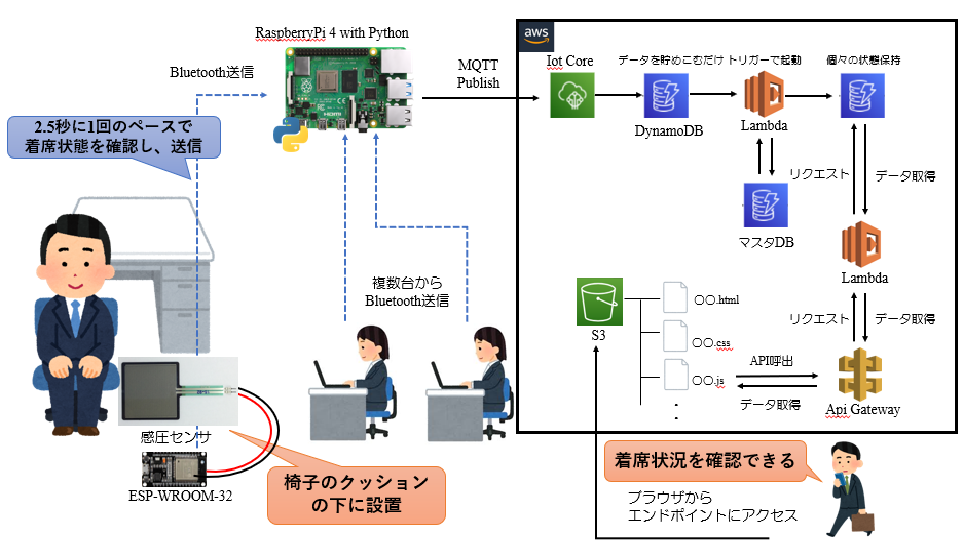 RaspberryPi 4 with Python
Bluetooth送信
2.5秒に1回のペースで
着席状態を確認し、送信
MQTT
Publish
aws
Iot Core
データを貯めこむだけ
トリガーで起動
個々の状態保持
DynamoIDB
Lambda
リクエスト
データ取得
マスタDB
Lambda
リクエスト
データ取得
複数台から
Bluetooth送信
S3
〇〇.html
〇〇.css
〇〇.js
API呼出
データ取得
Api Gateway
感圧センサ
ESP-WROOM-32
椅子のクッション
の下に設置
着席状況を確認できる
ブラウザから
エンドポイントにアクセス